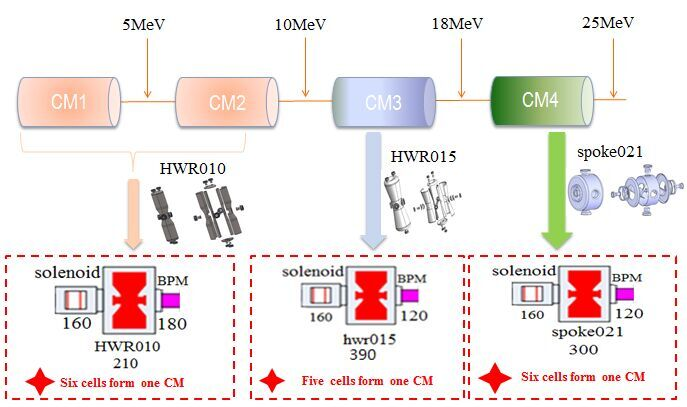 5MeV
10MeV
18MeV
25MeV
CM1
CM2
CM3
CM4
HWR010
HWR015
spoke021
solenoid
BPM
160
180
HWR010
210
Six cells form one CM
solenoid
BPM
160
120
hwr015
390
Five cells form one CM
solenoid
BPM
160
120
spoke021
300
Six cells form one CM